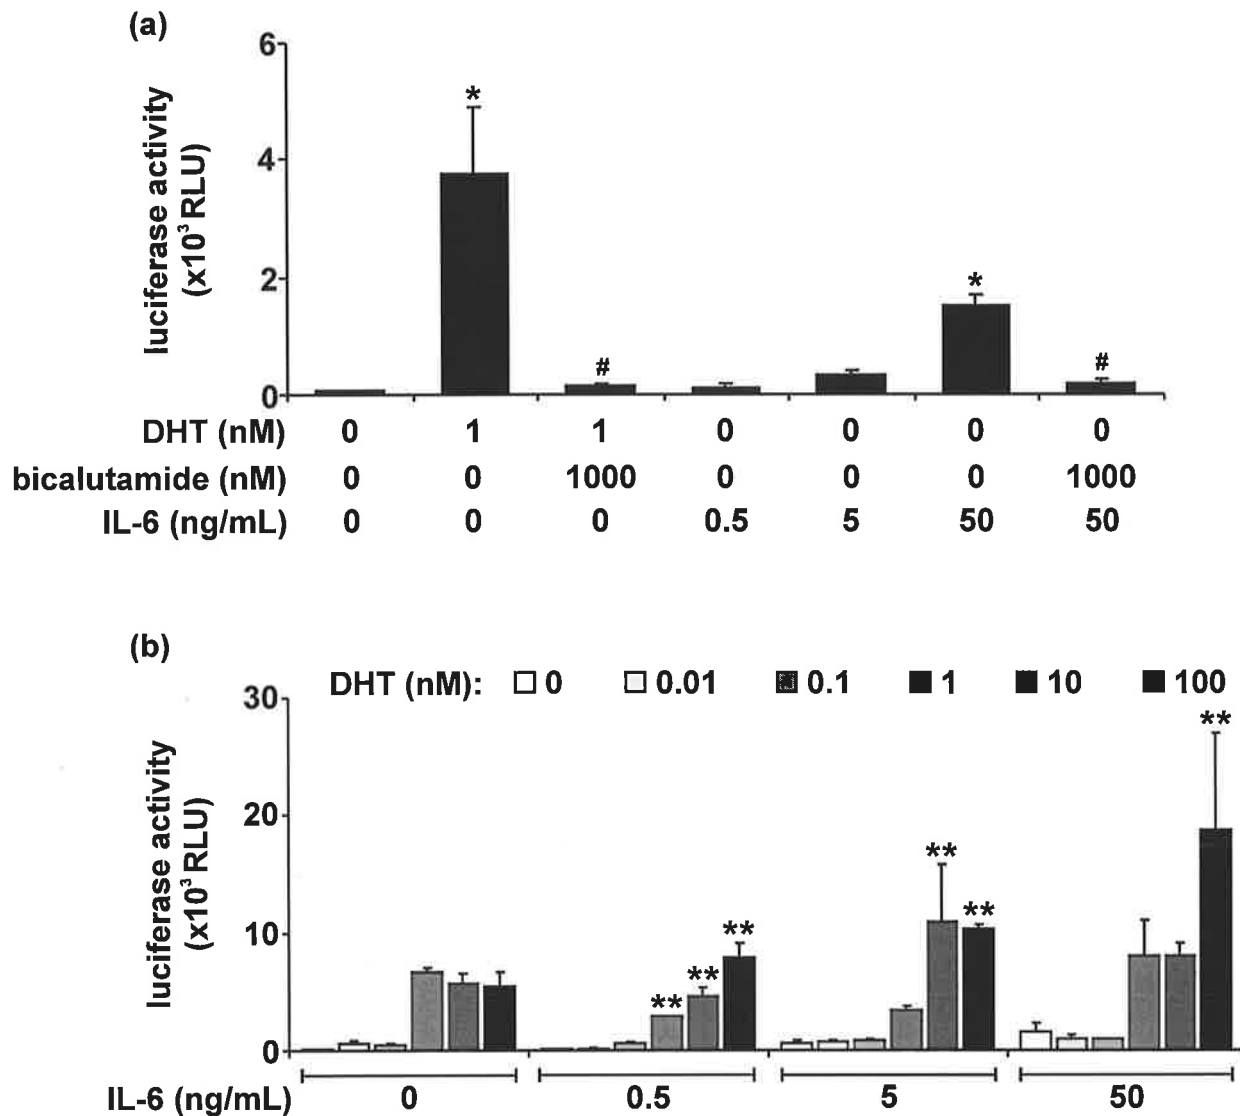 (a)
6
4
2
0
luciferase activity
(x10³ RLU)
*
#
*
#
DHT (nM) 0 1 1 0 0 0 0
bicalutamide (nM) 0 0 1000 0 0 0 1000
IL-6 (ng/mL) 0 0 0 0.5 5 50 50
(b)
DHT (nM): 0 0.01 0.1 1 10 100
30
20
10
0
luciferase activity
(x10³ RLU)
**
**
**
**
**
**
IL-6 (ng/mL) 0 0.5 5 50